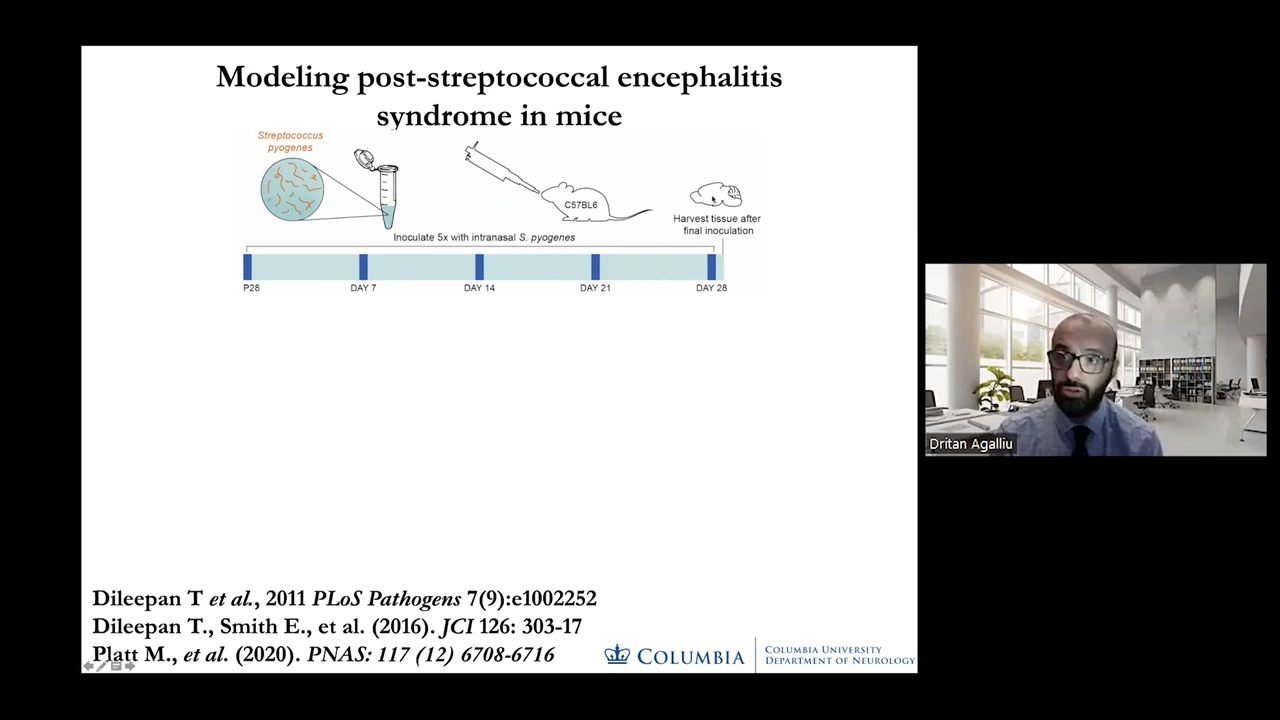 Modeling post-streptococcal encephalitis
syndrome in mice
Streptococcus
pyogenes
C57BL6
Harvest tissue after
final inoculation
Inoculate 5x with intranasal S. pyogenes
P28 DAY 7 DAY 14 DAY 21 DAY 28
Dritan Agalliu
Dileepan T et al., 2011 PLoS Pathogens 7(9):e1002252
Dileepan T., Smith E., et al. (2016). JCI 126: 303-17
Platt M., et al. (2020). PNAS: 117 (12) 6708-6716
COLUMBIA
COLUMBIA UNIVERSITY
DEPARTMENT OF NEUROLOGY